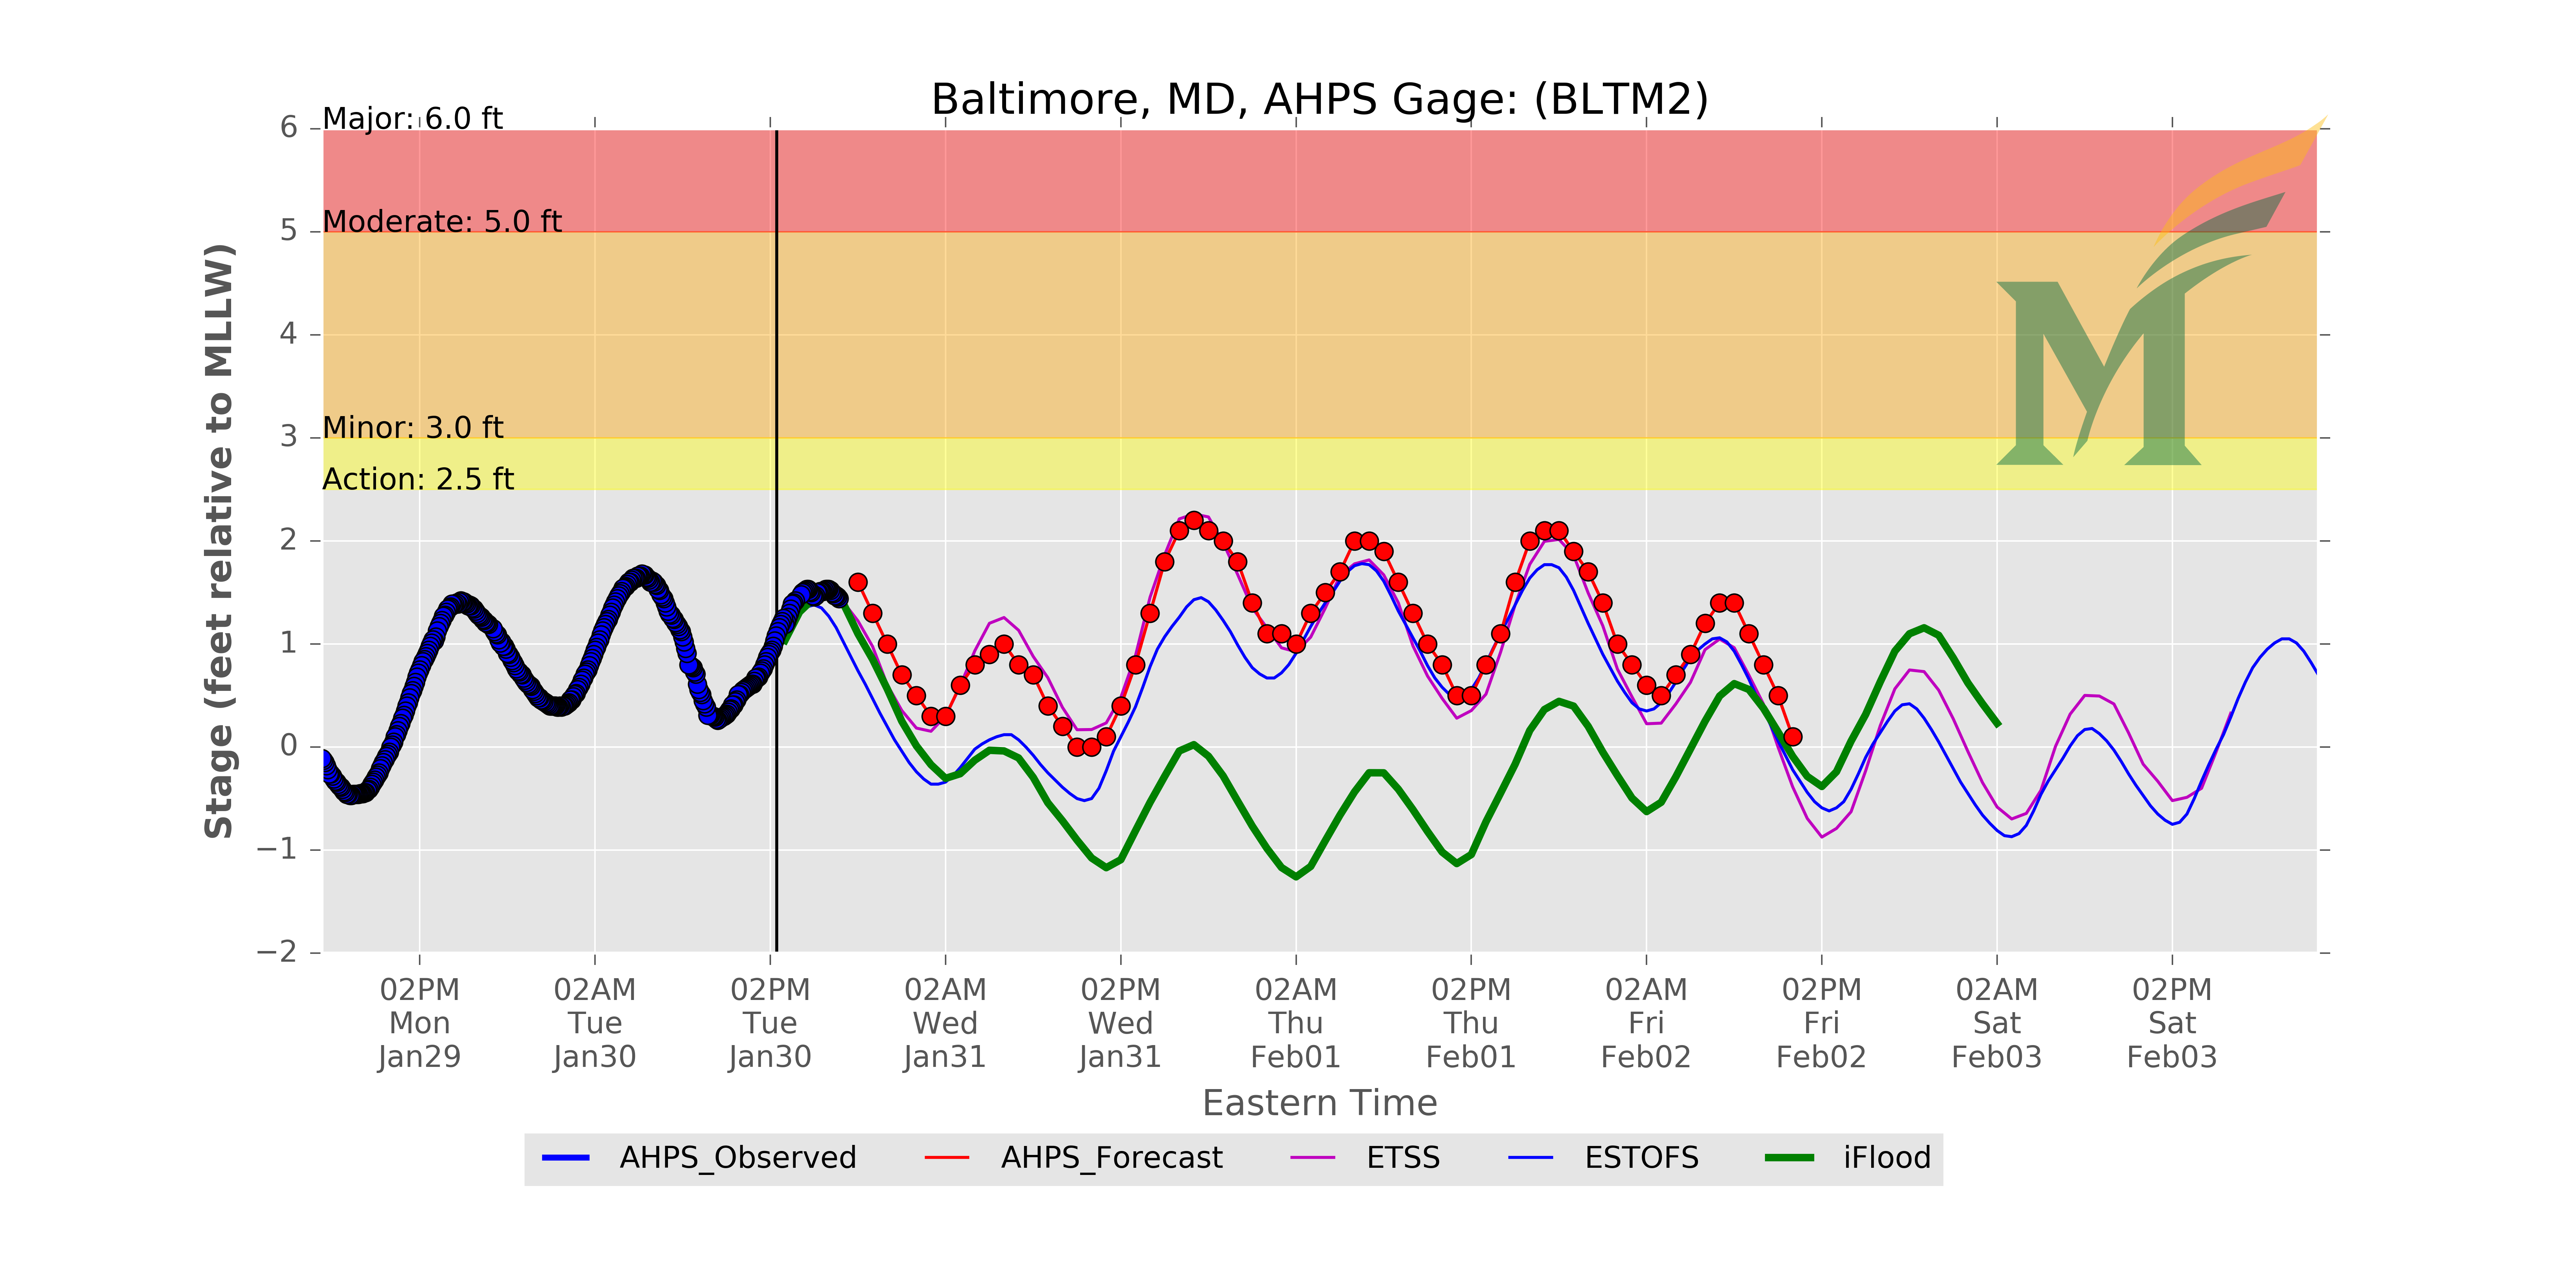 Baltimore, MD, AHPS Gage: (BLTM2)
Major: 6.0 ft
Moderate: 5.0 ft
Minor: 3.0 ft
Action: 2.5 ft
6
5
4
3
2
1
0
−1
−2
Stage (feet relative to MLLW)
02PM 02AM 02PM 02AM 02PM 02AM 02PM 02AM 02PM 02AM 02PM
Mon Tue Tue Wed Wed Thu Thu Fri Fri Sat Sat
Jan29 Jan30 Jan30 Jan31 Jan31 Feb01 Feb01 Feb02 Feb02 Feb03 Feb03
Eastern Time
AHPS_Observed AHPS_Forecast ETSS ESTOFS iFlood
M